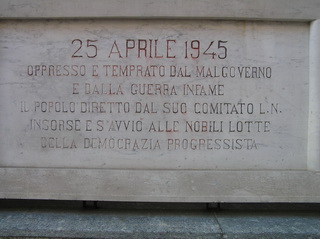 25 APRILE 1945
OPPRESSO E TEMPRATO DAL MALGOVERNO
E DALLA GUERRA INFAME
IL POPOLO DIRETTO DAL SUO COMITATO L.N.
INSORSE E S'AVVIÒ ALLE NOBILI LOTTE
DELLA DEMOCRAZIA PROGRESSISTA